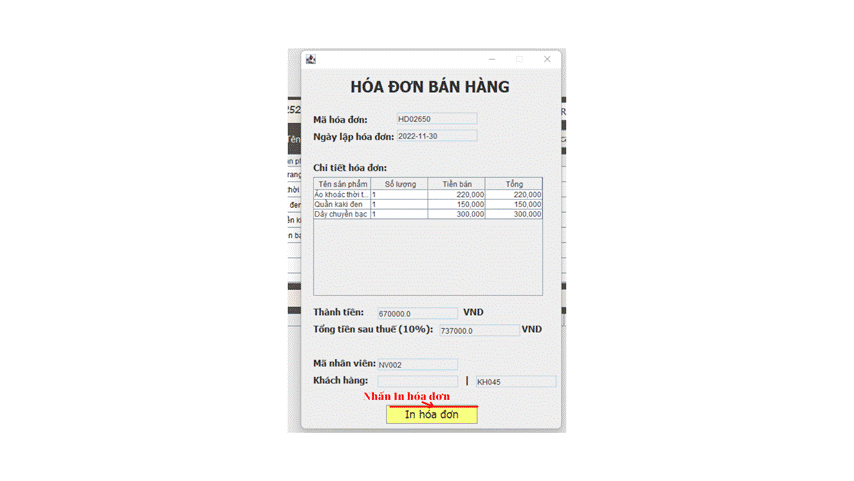 HÓA ĐƠN BÁN HÀNG
Mã hóa đơn: HD02650
Ngày lập hóa đơn: 2022-11-30
Chi tiết hóa đơn:
Tên sản phẩm Số lượng Tiền bán Tổng
Áo khoác thời t... 1 220,000 220,000
Quần kaki đen 1 150,000 150,000
Dây chuyền bạc 1 300,000 300,000
Thành tiền: 670000.0 VND
Tổng tiền sau thuế (10%): 737000.0 VND
Mã nhân viên: NV002
Khách hàng: | KH045
Nhấn In hóa đơn
In hóa đơn